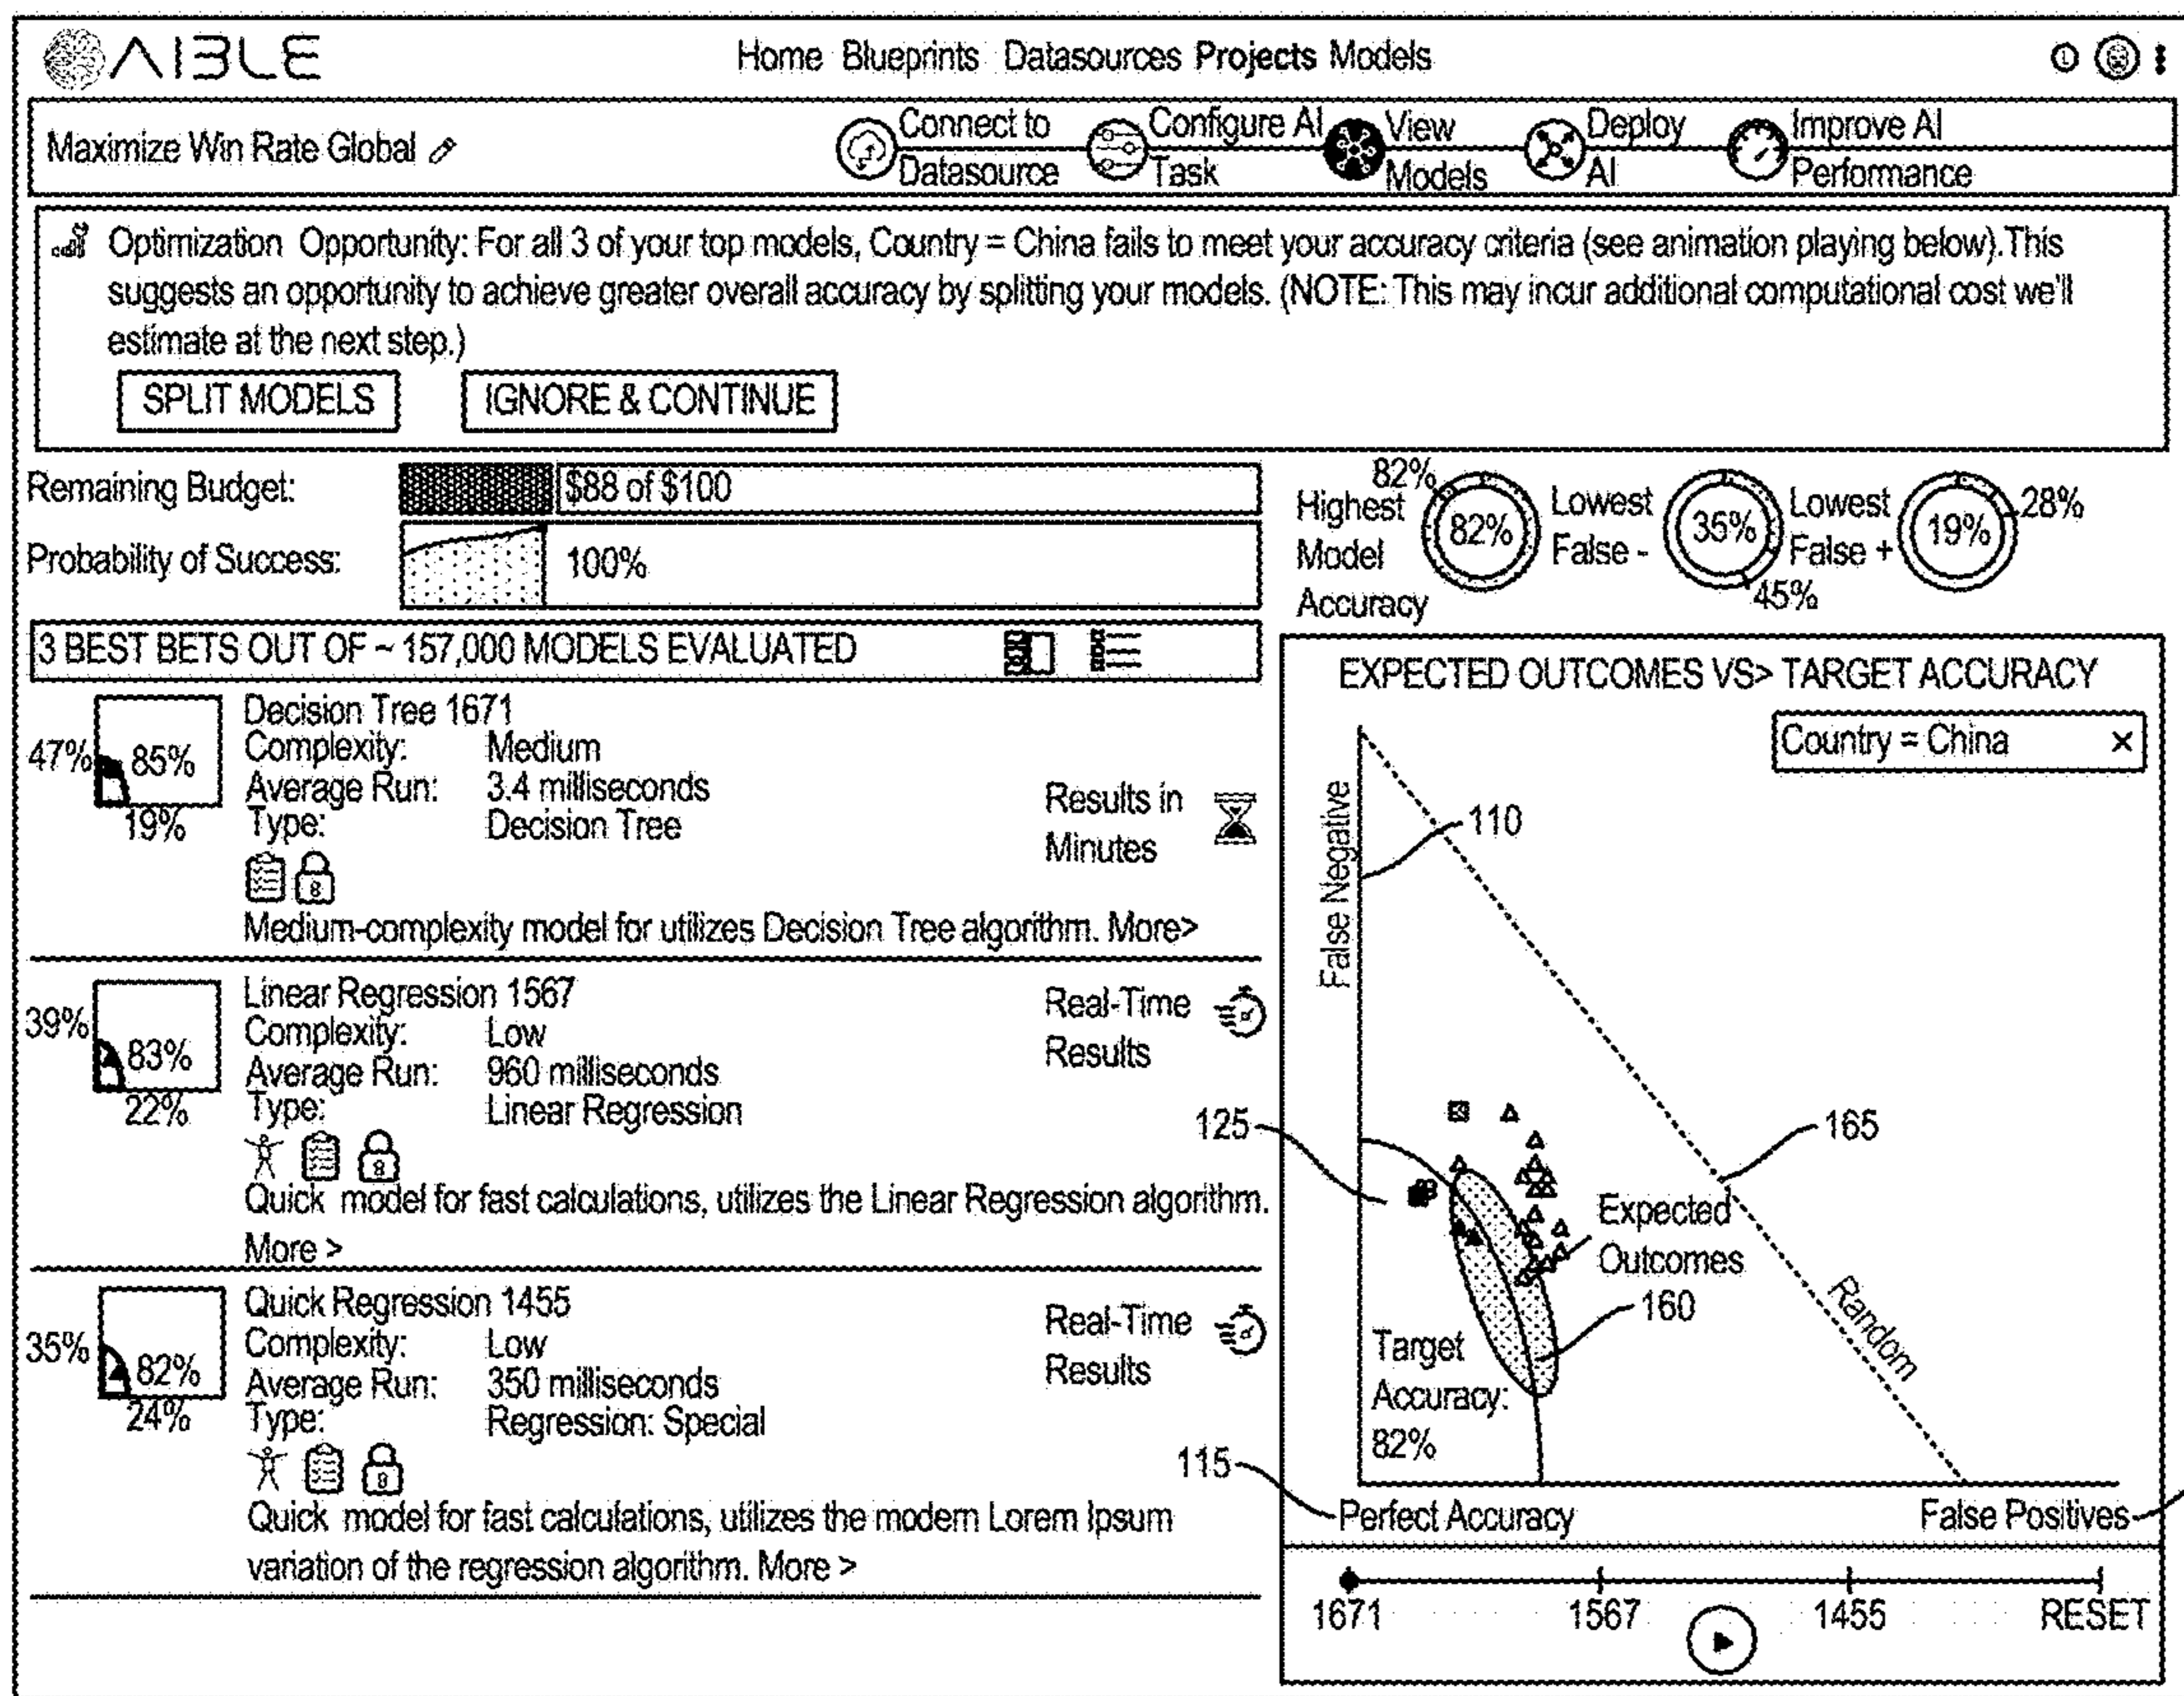 AIBLE
Home Blueprints Datasources Projects Models
Maximize Win Rate Global
Connect to
Datasource
Configure AI
Task
View
Models
Deploy
AI
Improve AI
Performance
Optimization Opportunity: For all 3 of your top models, Country = China fails to meet your accuracy criteria (see animation playing below).This
suggests an opportunity to achieve greater overall accuracy by splitting your models. (NOTE: This may incur additional computational cost we'll
estimate at the next step.)
SPLIT MODELS
IGNORE & CONTINUE
Remaining Budget:
$88 of $100
Probability of Success:
100%
82%
Highest
Model
Accuracy
82%
Lowest
False -
35%
45%
Lowest
False +
19%
28%
3 BEST BETS OUT OF ~ 157,000 MODELS EVALUATED
47%
85%
19%
Decision Tree 1671
Complexity: Medium
Average Run: 3.4 milliseconds
Type: Decision Tree
Results in
Minutes
8
Medium-complexity model for utilizes Decision Tree algorithm. More>
39%
83%
22%
Linear Regression 1567
Complexity: Low
Average Run: 960 milliseconds
Type: Linear Regression
Real-Time
Results
8
Quick model for fast calculations, utilizes the Linear Regression algorithm.
More >
35%
82%
24%
Quick Regression 1455
Complexity: Low
Average Run: 350 milliseconds
Type: Regression: Special
Real-Time
Results
8
Quick model for fast calculations, utilizes the modern Lorem Ipsum
variation of the regression algorithm. More >
EXPECTED OUTCOMES VS> TARGET ACCURACY
Country = China ×
False Negative
110
125
165
Expected
Outcomes
160
Random
Target
Accuracy:
82%
115
Perfect Accuracy
False Positives
1671
1567
1455
RESET